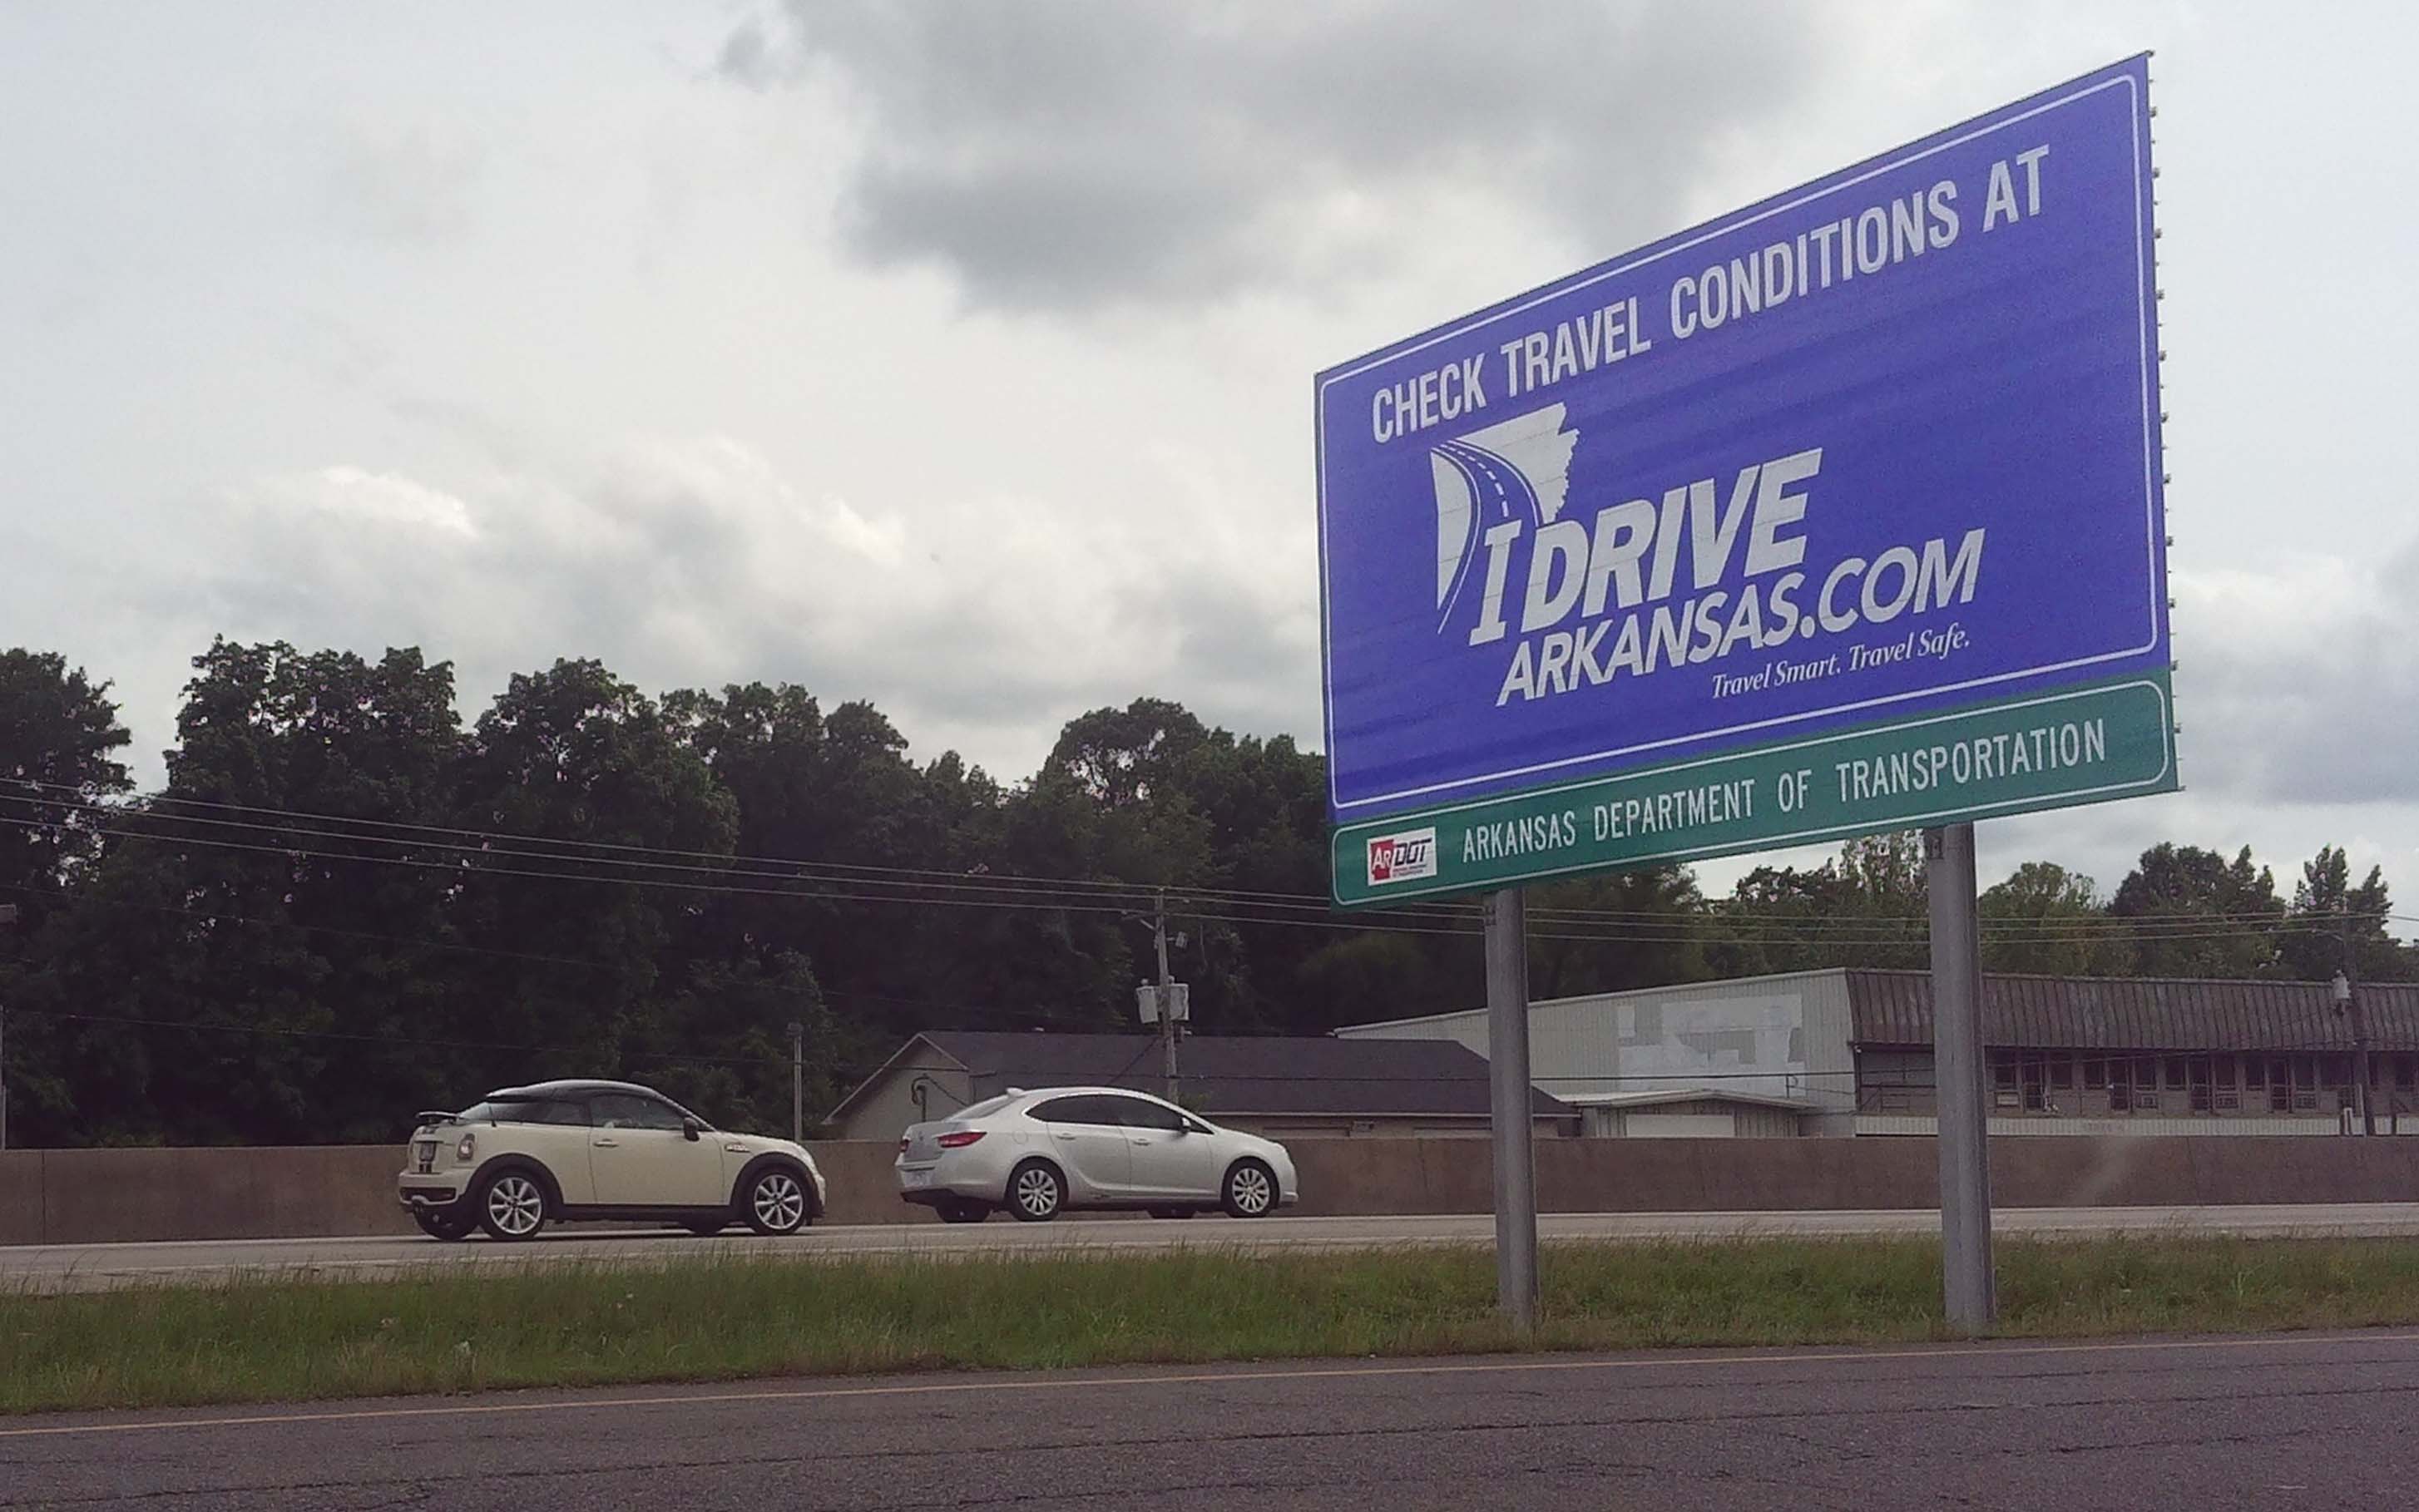 CHECK TRAVEL CONDITIONS AT
I DRIVE
ARKANSAS.COM
Travel Smart. Travel Safe.
ARDOT
ARKANSAS DEPARTMENT OF TRANSPORTATION